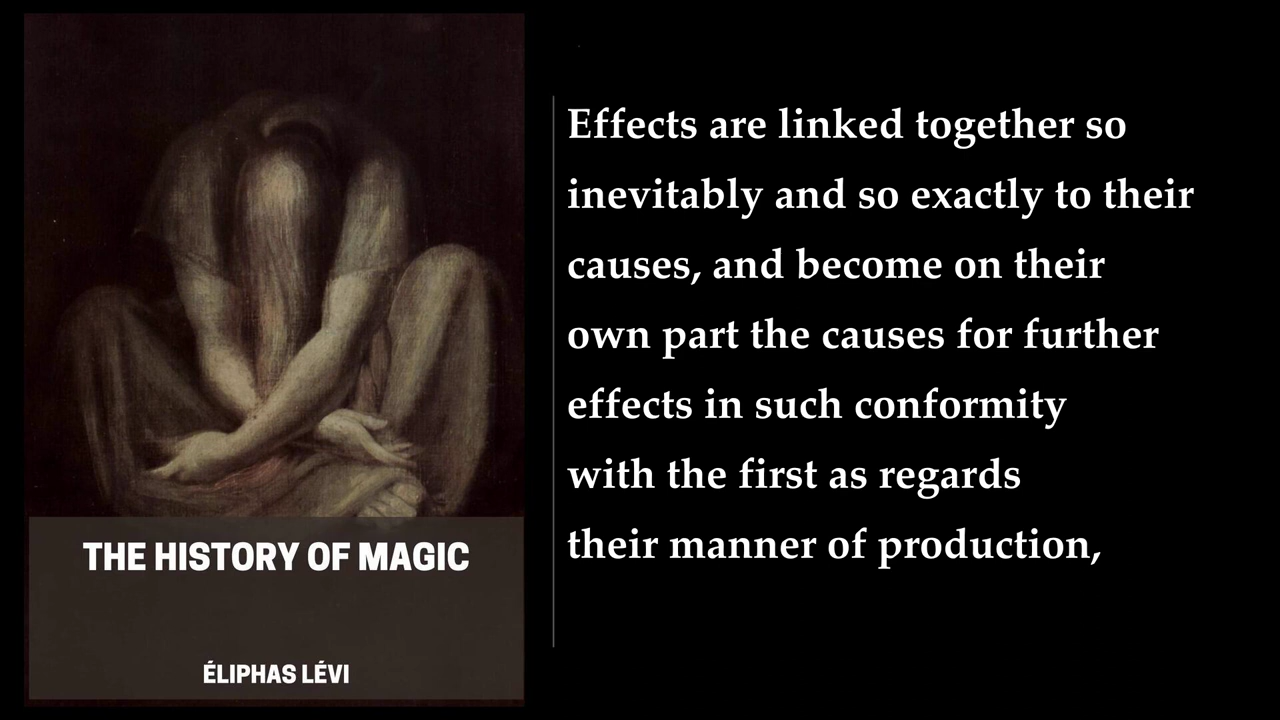 THE HISTORY OF MAGIC
ÉLIPHAS LÉVI
Effects are linked together so
inevitably and so exactly to their
causes, and become on their
own part the causes for further
effects in such conformity
with the first as regards
their manner of production,